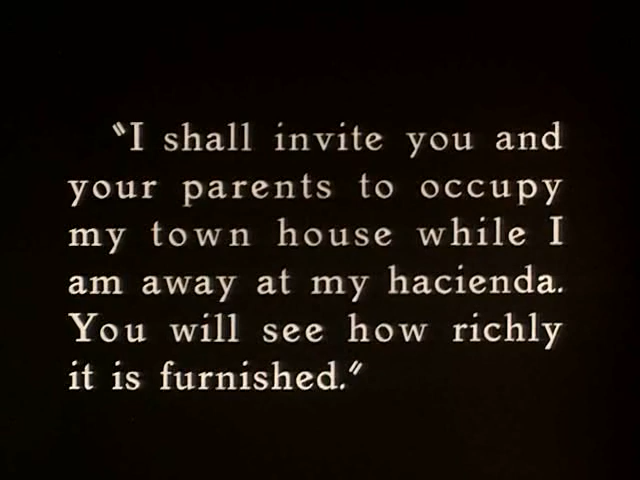 "I shall invite you and
your parents to occupy
my town house while I
am away at my hacienda.
You will see how richly
it is furnished."